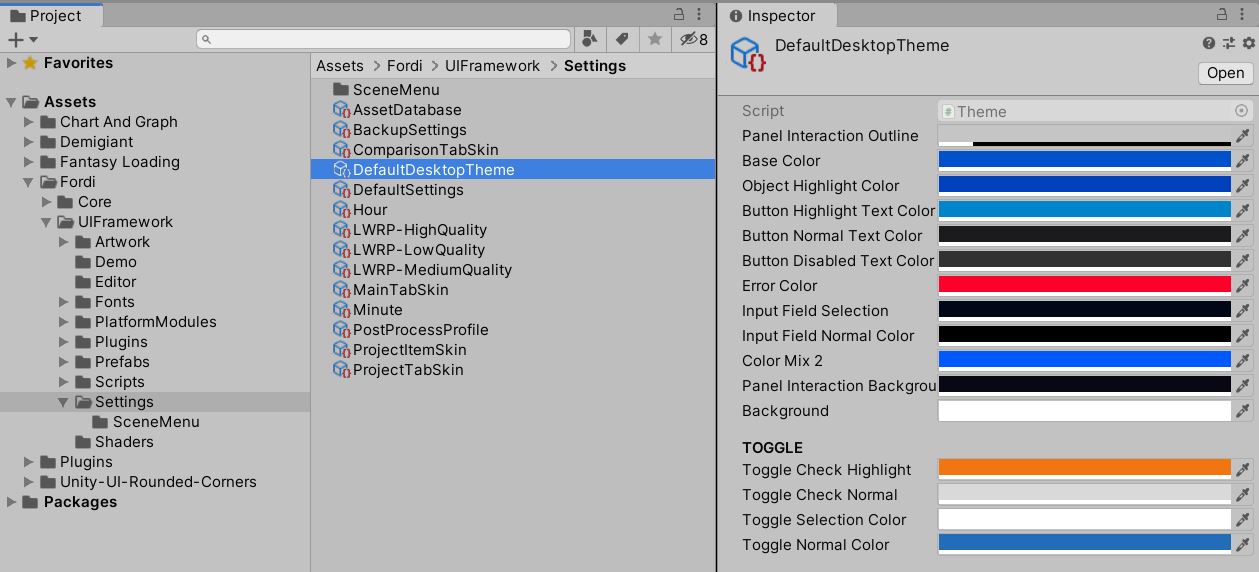 Project
8
Favorites
Assets
Chart And Graph
Demigiant
Fantasy Loading
Fordi
Core
UIFramework
Artwork
Demo
Editor
Fonts
PlatformModules
Plugins
Prefabs
Scripts
Settings
SceneMenu
Shaders
Plugins
Unity-UI-Rounded-Corners
Packages
Assets > Fordi > UIFramework > Settings
SceneMenu
AssetDatabase
BackupSettings
ComparisonTabSkin
DefaultDesktopTheme
DefaultSettings
Hour
LWRP-HighQuality
LWRP-LowQuality
LWRP-MediumQuality
MainTabSkin
Minute
PostProcessProfile
ProjectItemSkin
ProjectTabSkin
Inspector
DefaultDesktopTheme
Open
Script Theme
Panel Interaction Outline
Base Color
Object Highlight Color
Button Highlight Text Color
Button Normal Text Color
Button Disabled Text Color
Error Color
Input Field Selection
Input Field Normal Color
Color Mix 2
Panel Interaction Backgrou
Background
TOGGLE
Toggle Check Highlight
Toggle Check Normal
Toggle Selection Color
Toggle Normal Color